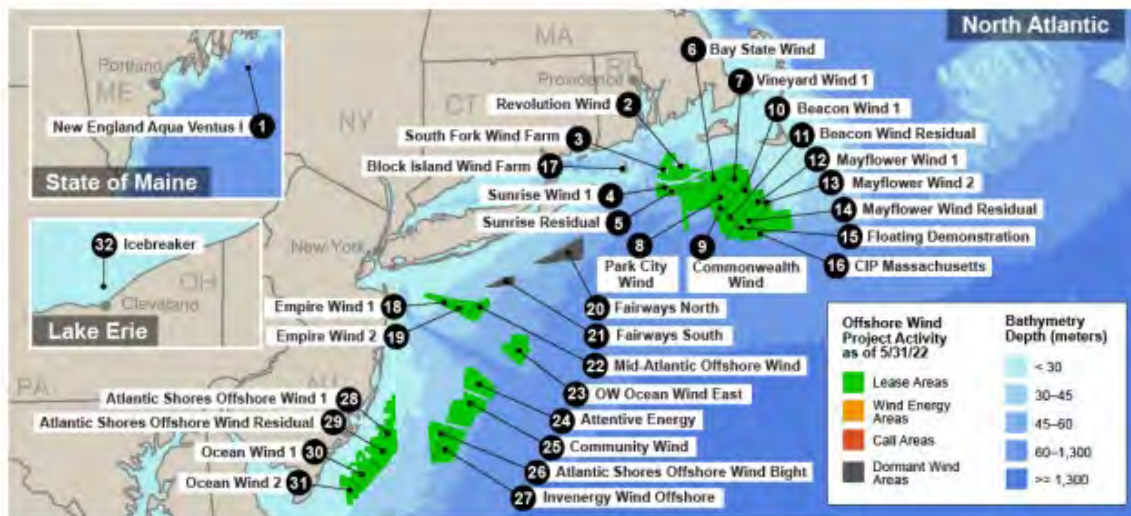 North Atlantic
MA
RI
Providence
CT
NY
PA
NJ
New York
Portland
ME
1 New England Aqua Ventus I
State of Maine
32 Icebreaker
OH
Cleveland
Lake Erie
6 Bay State Wind
7 Vineyard Wind 1
Revolution Wind 2
10 Beacon Wind 1
South Fork Wind Farm 3
11 Beacon Wind Residual
Block Island Wind Farm 17
12 Mayflower Wind 1
13 Mayflower Wind 2
Sunrise Wind 1 4
14 Mayflower Wind Residual
Sunrise Residual 5
15 Floating Demonstration
8 Park City
Wind
9 Commonwealth
Wind
16 CIP Massachusetts
Empire Wind 1 18
20 Fairways North
Empire Wind 2 19
21 Fairways South
22 Mid-Atlantic Offshore Wind
23 OW Ocean Wind East
Atlantic Shores Offshore Wind 1 28
24 Attentive Energy
Atlantic Shores Offshore Wind Residual 29
25 Community Wind
Ocean Wind 1 30
26 Atlantic Shores Offshore Wind Bight
Ocean Wind 2 31
27 Invenergy Wind Offshore
Offshore Wind
Project Activity
as of 5/31/22
Lease Areas
Wind Energy
Areas
Call Areas
Dormant Wind
Areas
Bathymetry
Depth (meters)
< 30
30–45
45–60
60–1,300
>= 1,300